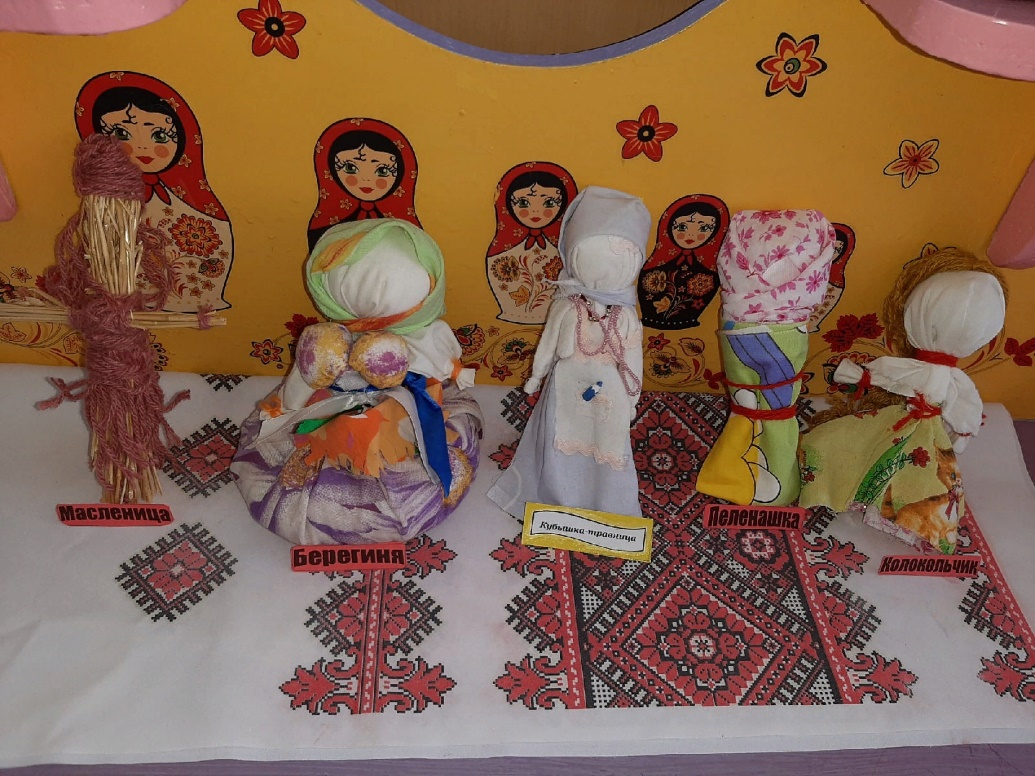 Масленица
Берегиня
Кубышка-травница
Пеленашка
Колокольчик